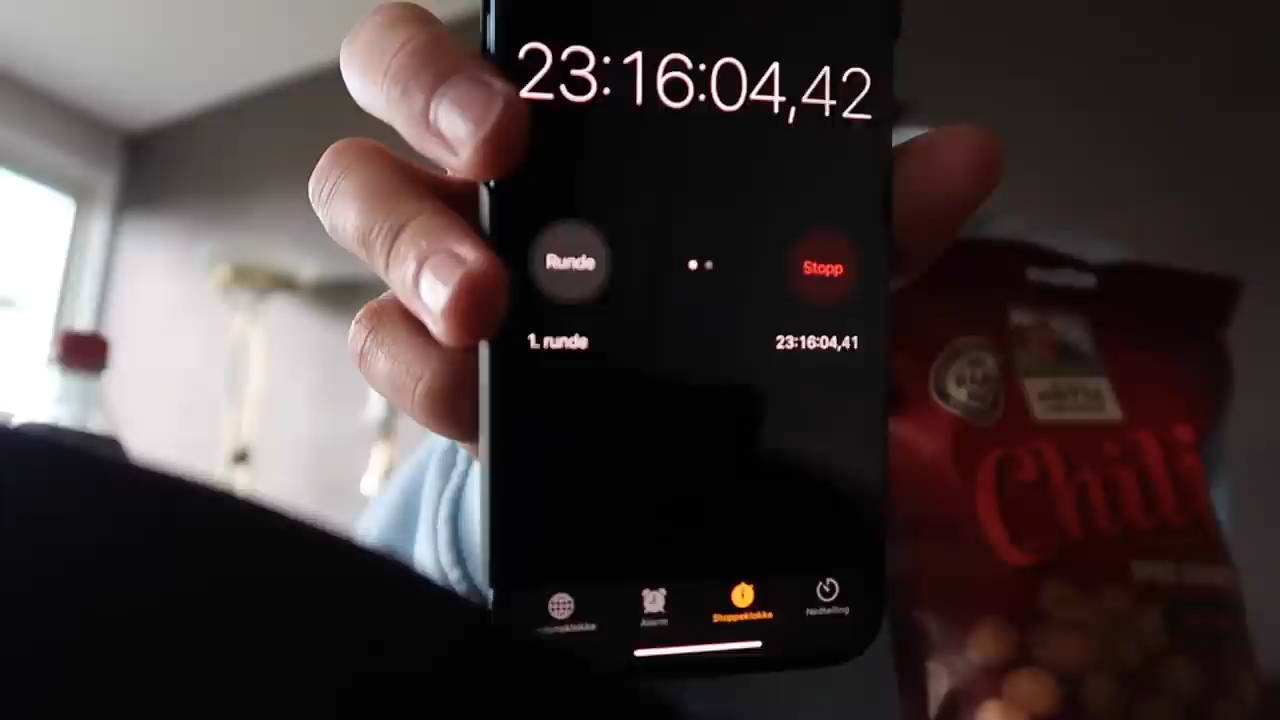 23:16:04,42
Runde
Stopp
1. runde
23:16:04,41
Alarm
Stoppeklokke
Nedtelling
Chili